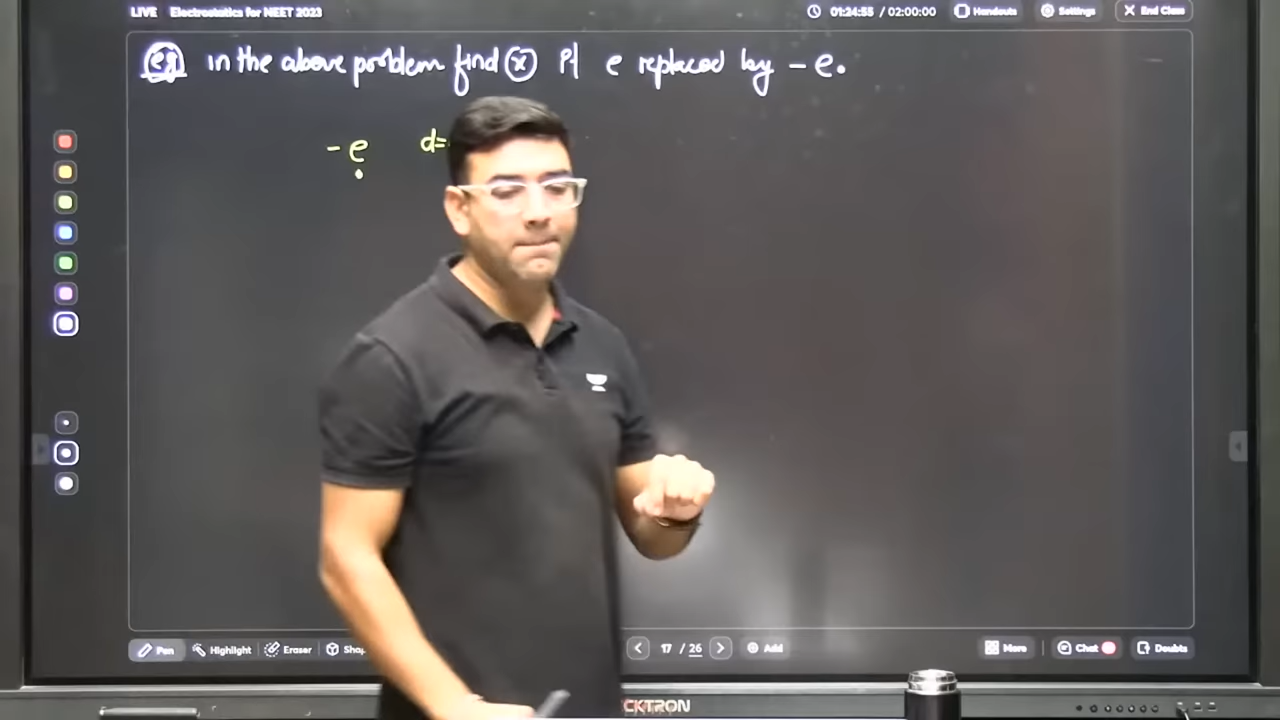 LIVE Electrostatics for NEET 2023 01:24:55 / 02:00:00 Handouts Settings End Class
eg in the above problem find (x) if e replaced by - e.
- e d=
Pen Highlight Eraser 17 / 26 Add More Chat Doubts
CKTRON